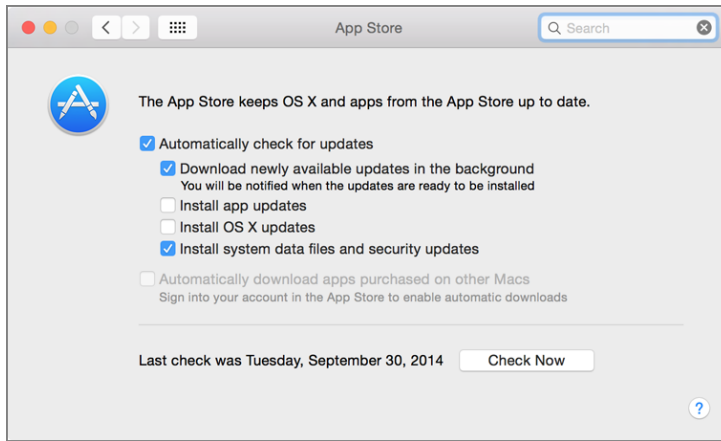 App Store
Search
The App Store keeps OS X and apps from the App Store up to date.
Automatically check for updates
Download newly available updates in the background
You will be notified when the updates are ready to be installed
Install app updates
Install OS X updates
Install system data files and security updates
Automatically download apps purchased on other Macs
Sign into your account in the App Store to enable automatic downloads
Last check was Tuesday, September 30, 2014 Check Now
?